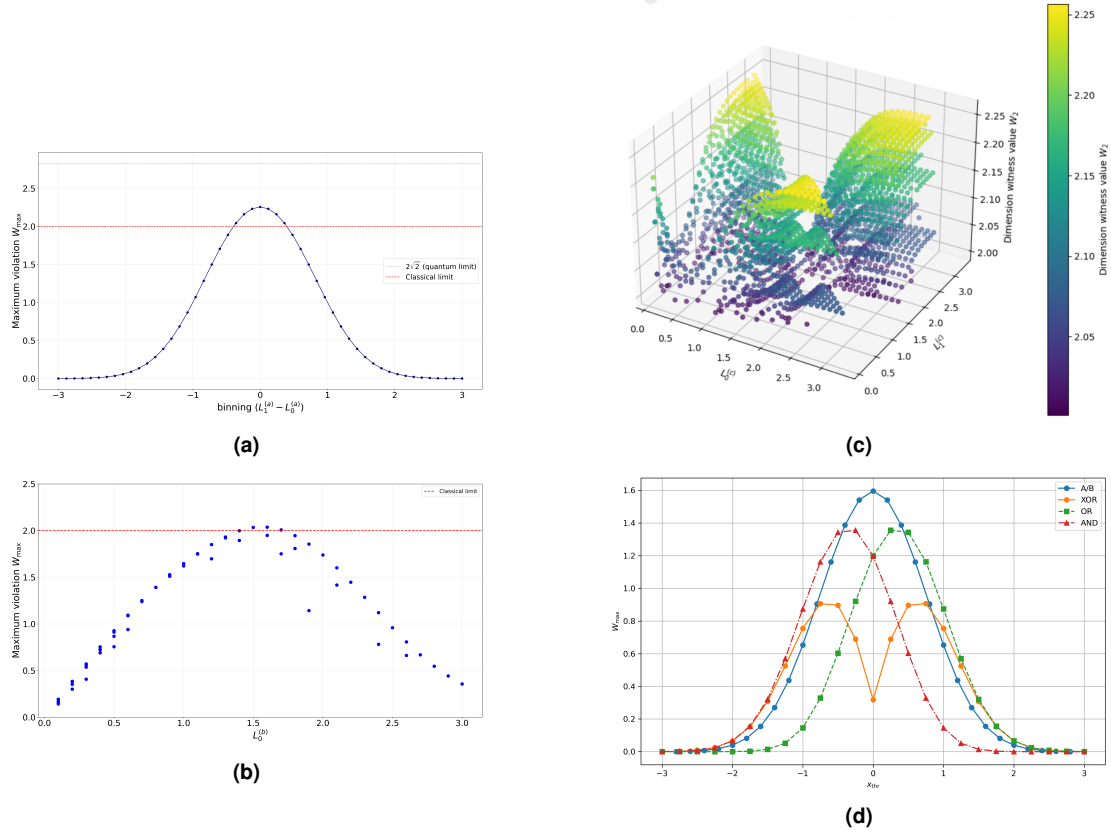 2.5
2.0
1.5
1.0
0.5
0.0
Maximum violation W_max
2√2 (quantum limit)
Classical limit
−3 −2 −1 0 1 2 3
binning (L_1^(a) − L_0^(a))
(a)
2.5
2.0
1.5
1.0
0.5
0.0
Maximum violation W_max
Classical limit
0.0 0.5 1.0 1.5 2.0 2.5 3.0
L_0^(b)
(b)
2.25
2.20
2.15
2.10
2.05
2.00
Dimension witness value W_2
0.0 0.5 1.0 1.5 2.0 2.5 3.0
L_0^(c)
0.0 0.5 1.0 1.5 2.0 2.5 3.0
L_1^(c)
2.25
2.20
2.15
2.10
2.05
Dimension witness value W_2
(c)
1.6
1.4
1.2
1.0
0.8
0.6
0.4
0.2
0.0
W_max
A/B
XOR
OR
AND
−3 −2 −1 0 1 2 3
x_thr
(d)